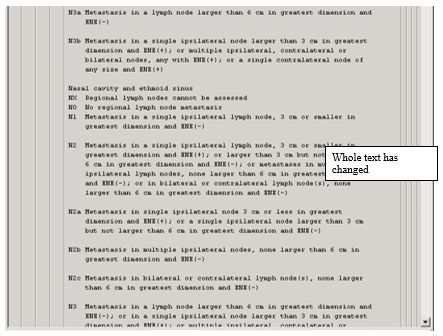 N3a Metastasis in a lymph node larger than 6 cm in greatest dimension and
ENE(-)
N3b Metastasis in a single ipsilateral node larger than 3 cm in greatest
dimension and ENE(+); or multiple ipsilateral, contralateral or
bilateral nodes, any with ENE(+); or a single contralateral node of
any size and ENE(+)
Nasal cavity and ethmoid sinus
NX Regional lymph nodes cannot be assessed
N0 No regional lymph node metastasis
N1 Metastasis in a single ipsilateral lymph node, 3 cm or smaller in
greatest dimension and ENE(-)
N2 Metastasis in a single ipsilateral lymph node, 3 cm or smaller in
greatest dimension and ENE(+); or larger than 3 cm but not
6 cm in greatest dimension and ENE(-); or metastases in
ipsilateral lymph nodes, none larger than 6 cm in
and ENE(-); or in bilateral or contralateral lymph node(s), none
larger than 6 cm in greatest dimension and ENE(-)
Whole text has
changed
N2a Metastasis in single ipsilateral node 3 cm or less in greatest
dimension and ENE(+); or a single ipsilateral node larger than 3 cm
but not larger than 6 cm in greatest dimension and ENE(-)
N2b Metastasis in multiple ipsilateral nodes, none larger than 6 cm in
greatest dimension and ENE(-)
N2c Metastasis in bilateral or contralateral lymph node(s), none larger
than 6 cm in greatest dimension and ENE(-)
N3 Metastasis in a lymph node larger than 6 cm in greatest dimension and
ENE(-); or in a single ipsilateral node larger than 3 cm in greatest
dimension and ENE(+); or multiple ipsilateral, contralateral or